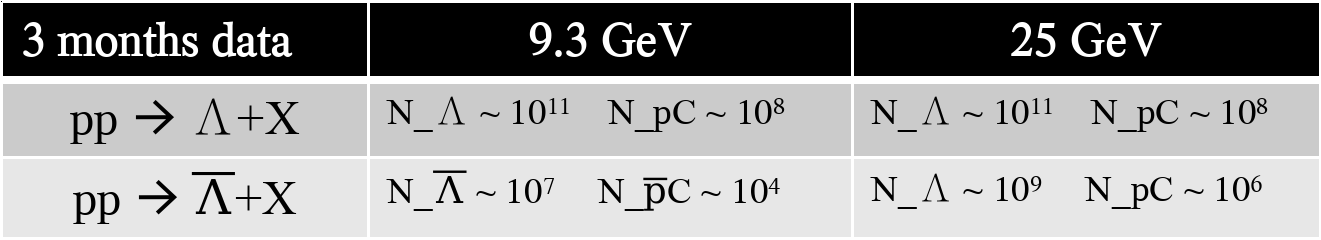 3 months data 9.3 GeV 25 GeV
pp → Λ+X N_Λ ~ 10¹¹ N_pC ~ 10⁸ N_Λ ~ 10¹¹ N_pC ~ 10⁸
pp → Λ̅+X N_Λ̅ ~ 10⁷ N_p̅C ~ 10⁴ N_Λ ~ 10⁹ N_pC ~ 10⁶